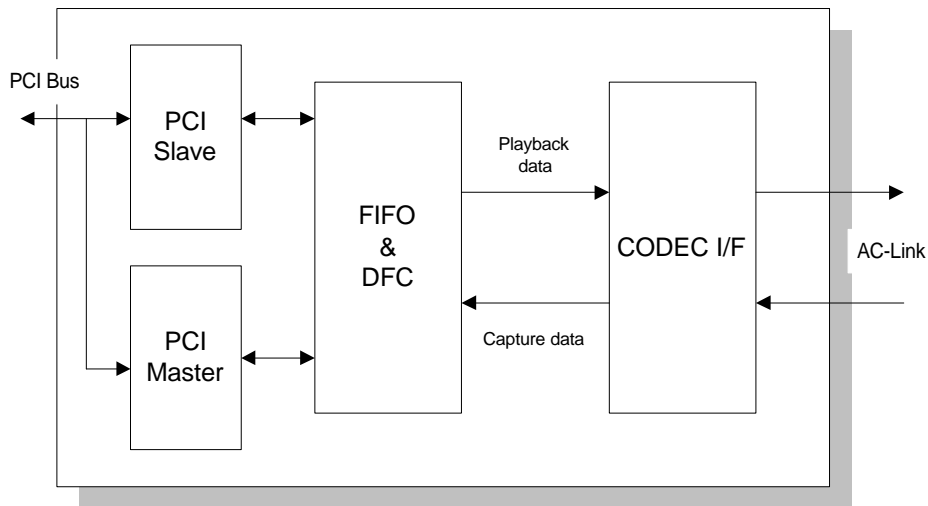 PCI Bus
PCI
Slave
PCI
Master
FIFO
&
DFC
Playback
data
Capture data
CODEC I/F
AC-Link